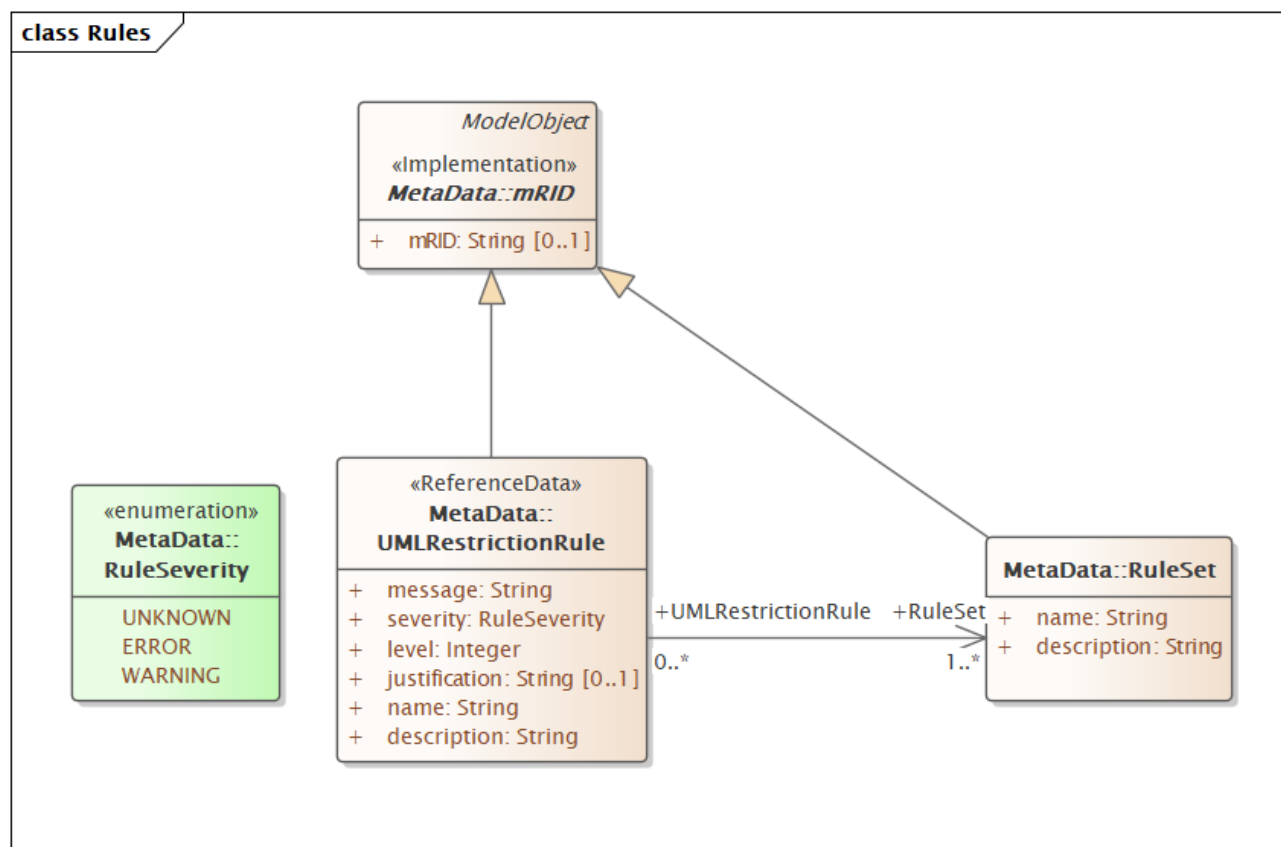 class Rules
ModelObject
«Implementation»
MetaData::mRID
+ mRID: String [0..1]
«enumeration»
MetaData::
RuleSeverity
UNKNOWN
ERROR
WARNING
«ReferenceData»
MetaData::
UMLRestrictionRule
+ message: String
+ severity: RuleSeverity
+ level: Integer
+ justification: String [0..1]
+ name: String
+ description: String
+UMLRestrictionRule +RuleSet
0..* 1..*
MetaData::RuleSet
+ name: String
+ description: String